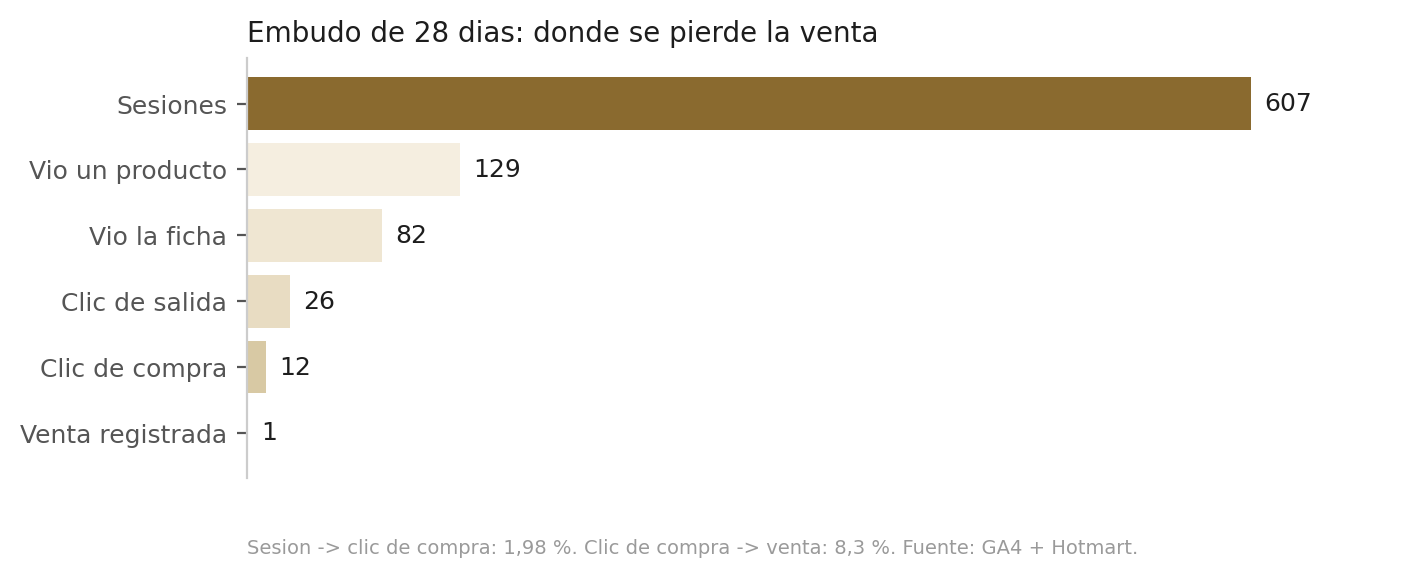 Embudo de 28 dias: donde se pierde la venta
Sesiones 607
Vio un producto 129
Vio la ficha 82
Clic de salida 26
Clic de compra 12
Venta registrada 1
Sesion -> clic de compra: 1,98 %. Clic de compra -> venta: 8,3 %. Fuente: GA4 + Hotmart.